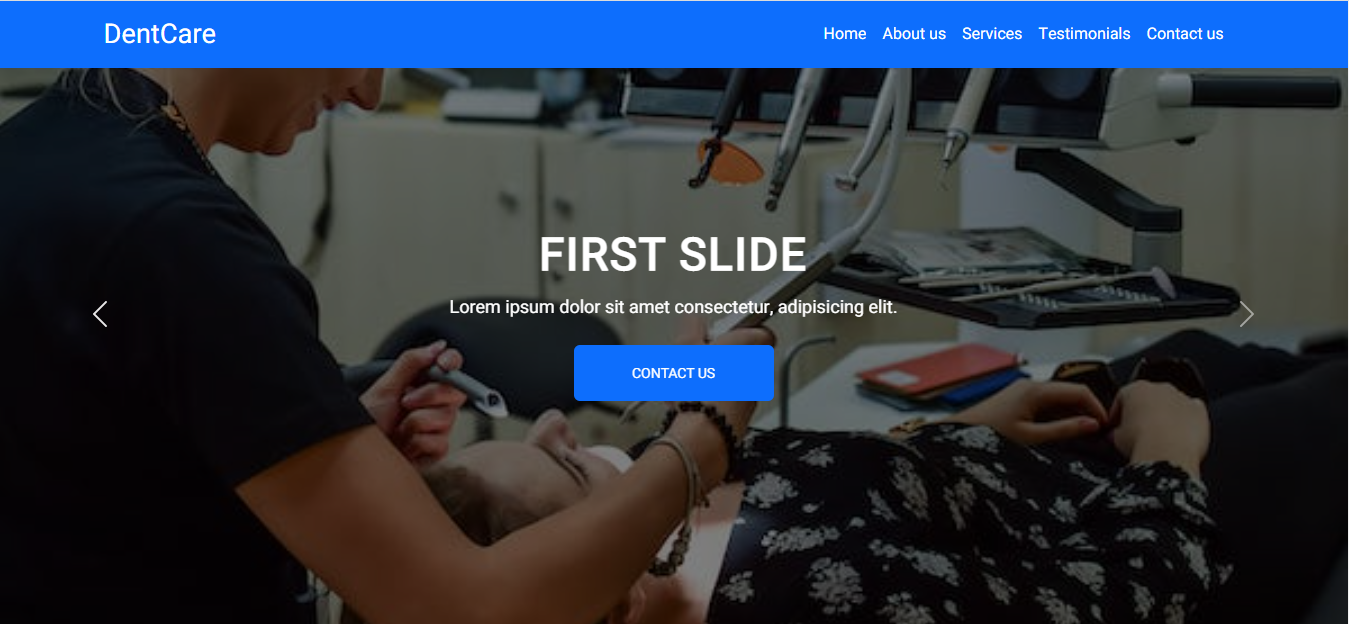 DentCare
Home About us Services Testimonials Contact us
FIRST SLIDE
Lorem ipsum dolor sit amet consectetur, adipisicing elit.
CONTACT US